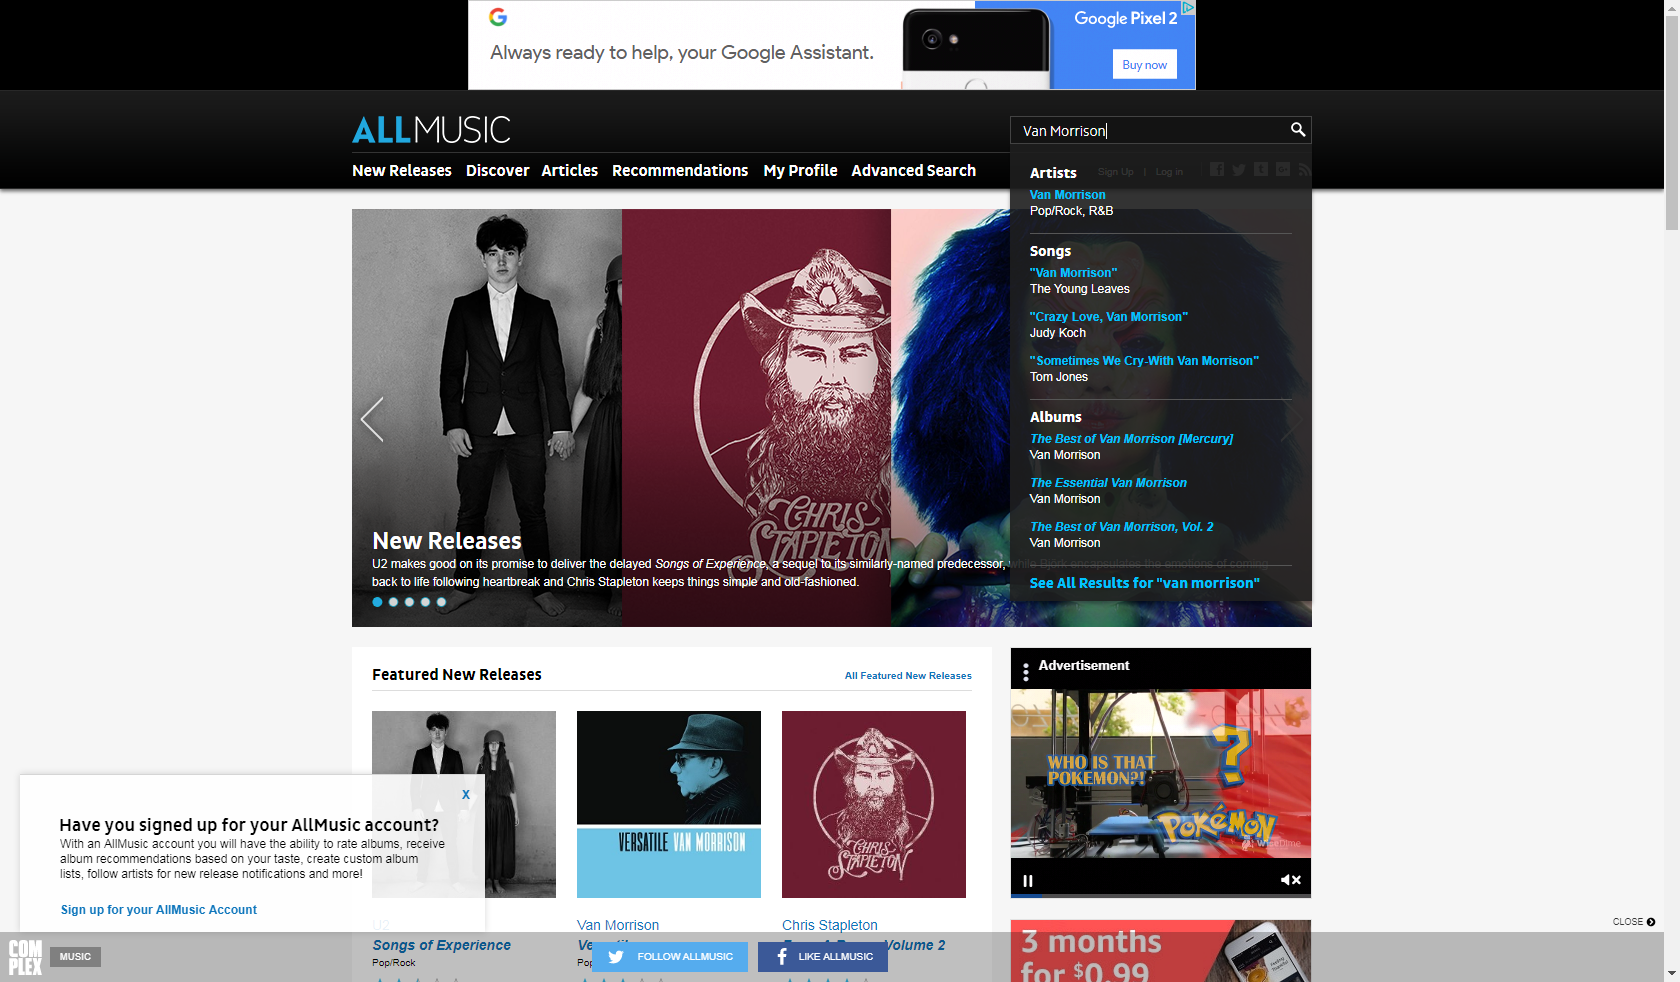 Always ready to help, your Google Assistant.
Google Pixel 2
Buy now
ALLMUSIC
Van Morrison
New Releases Discover Articles Recommendations My Profile Advanced Search
Sign Up | Log in
Artists
Van Morrison
Pop/Rock, R&B
Songs
"Van Morrison"
The Young Leaves
"Crazy Love, Van Morrison"
Judy Koch
"Sometimes We Cry-With Van Morrison"
Tom Jones
Albums
The Best of Van Morrison [Mercury]
Van Morrison
The Essential Van Morrison
Van Morrison
The Best of Van Morrison, Vol. 2
Van Morrison
See All Results for "van morrison"
CHRIS
STAPLETON
New Releases
U2 makes good on its promise to deliver the delayed Songs of Experience, a sequel to its similarly-named predecessor, while Björk encapsulates the emotions of coming
back to life following heartbreak and Chris Stapleton keeps things simple and old-fashioned.
Featured New Releases
All Featured New Releases
VERSATILE VAN MORRISON
CHRIS
STAPLETON
U2
Songs of Experience
Pop/Rock
Van Morrison
Chris Stapleton
Volume 2
Advertisement
WHO IS THAT
POKEMON?!
?
POKéMON
3 months
for $0.99
X
Have you signed up for your AllMusic account?
With an AllMusic account you will have the ability to rate albums, receive
album recommendations based on your taste, create custom album
lists, follow artists for new release notifications and more!
Sign up for your AllMusic Account
CLOSE
COM
PLEX
MUSIC
FOLLOW ALLMUSIC
LIKE ALLMUSIC